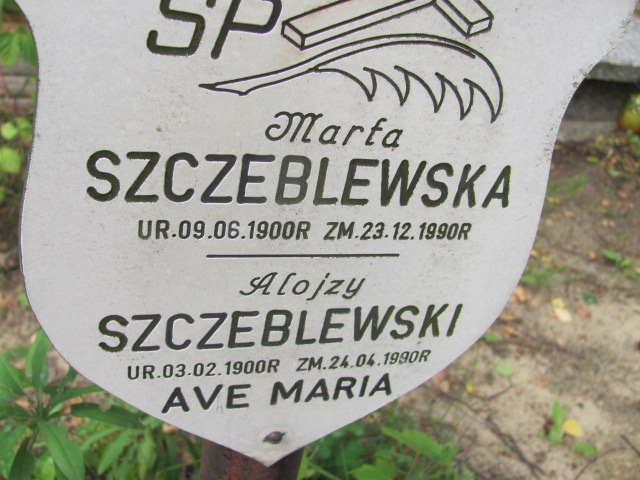 ŚP
Marta
SZCZEBLEWSKA
UR.09.06.1900R ZM.23.12.1990R
Alojzy
SZCZEBLEWSKI
UR.03.02.1900R ZM.24.04.1990R
AVE MARIA